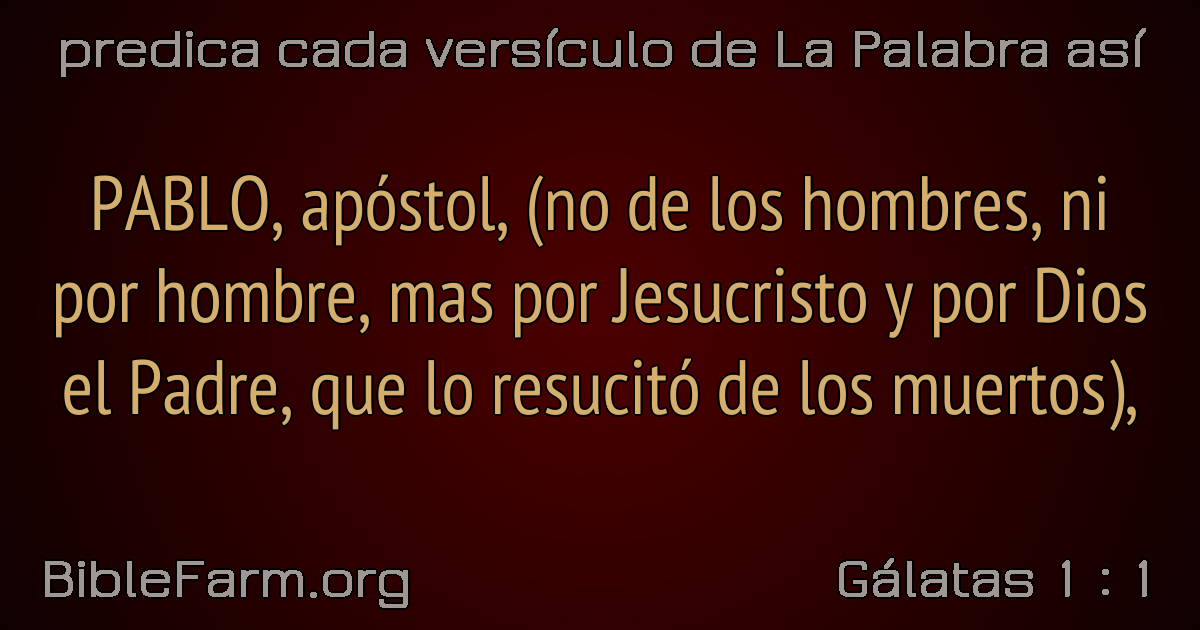 predica cada versículo de La Palabra así
PABLO, apóstol, (no de los hombres, ni
por hombre, mas por Jesucristo y por Dios
el Padre, que lo resucitó de los muertos),
BibleFarm.org
Gálatas 1 : 1